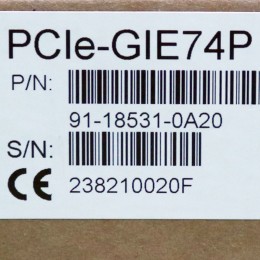 PCIe-GIE74P
P/N:
91-18531-0A20
S/N:
CE 238210020F